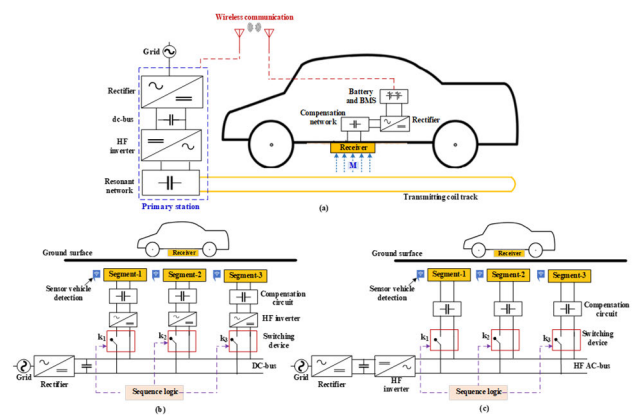 Wireless communication
Grid
Rectifier
dc-bus
HF
inverter
Resonant
network
Primary station
Battery
and BMS
Compensation
network
Rectifier
Receiver
M
Transmitting coil track
(a)
Ground surface
Receiver
Segment-1
Segment-2
Segment-3
Sensor vehicle
detection
Compensation
circuit
HF inverter
Switching
device
k1
k2
k3
DC-bus
Grid
Rectifier
Sequence logic
(b)
Ground surface
Receiver
Segment-1
Segment-2
Segment-3
Sensor vehicle
detection
Compensation
circuit
Switching
device
k1
k2
k3
HF AC-bus
Grid
Rectifier
HF
inverter
Sequence logic
(c)